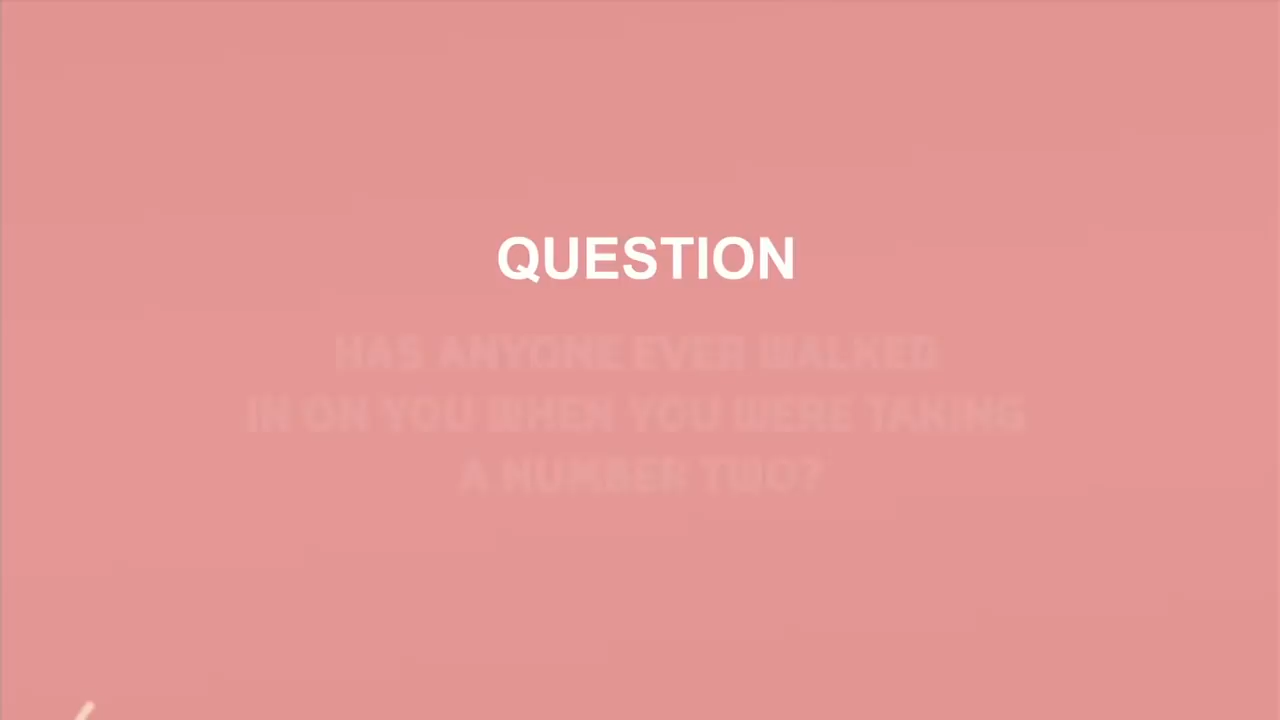 QUESTION
HAS ANYONE EVER WALKED
IN ON YOU WHEN YOU WERE TAKING
A NUMBER TWO?